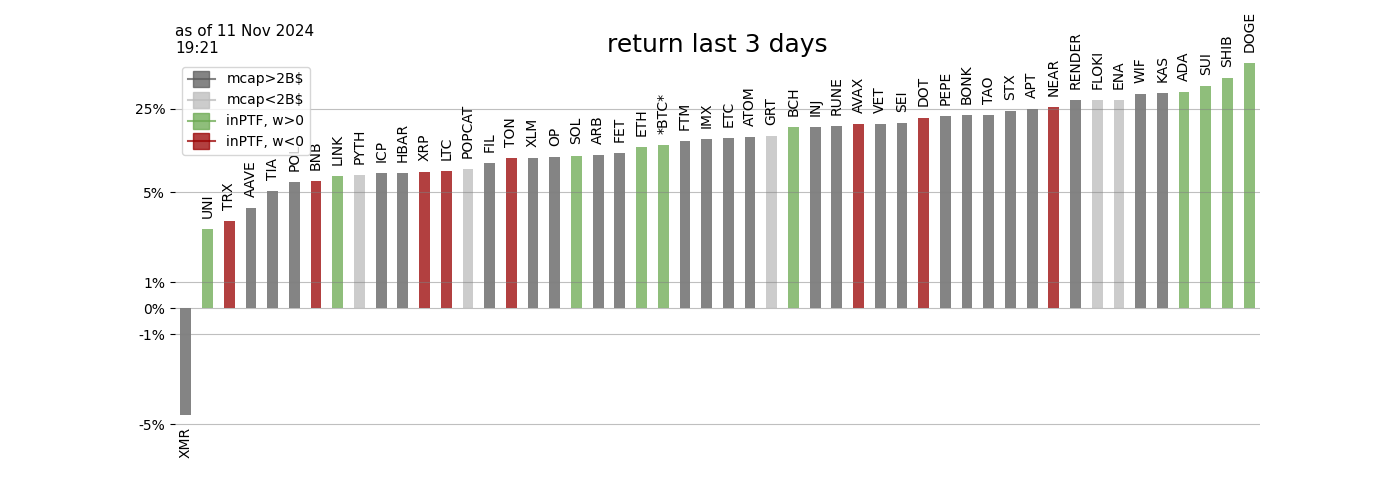 as of 11 Nov 2024
19:21
return last 3 days
mcap>2B$
mcap<2B$
inPTF, w>0
inPTF, w<0
25%
5%
1%
0%
-1%
-5%
XMR
UNI
TRX
AAVE
TIA
BNB
LINK
PYTH
ICP
HBAR
XRP
LTC
POPCAT
FIL
TON
XLM
OP
SOL
ARB
FET
ETH
*BTC*
FTM
IMX
ETC
ATOM
GRT
BCH
INJ
RUNE
AVAX
VET
SEI
DOT
PEPE
BONK
TAO
STX
APT
NEAR
RENDER
FLOKI
ENA
WIF
KAS
ADA
SUI
SHIB
DOGE